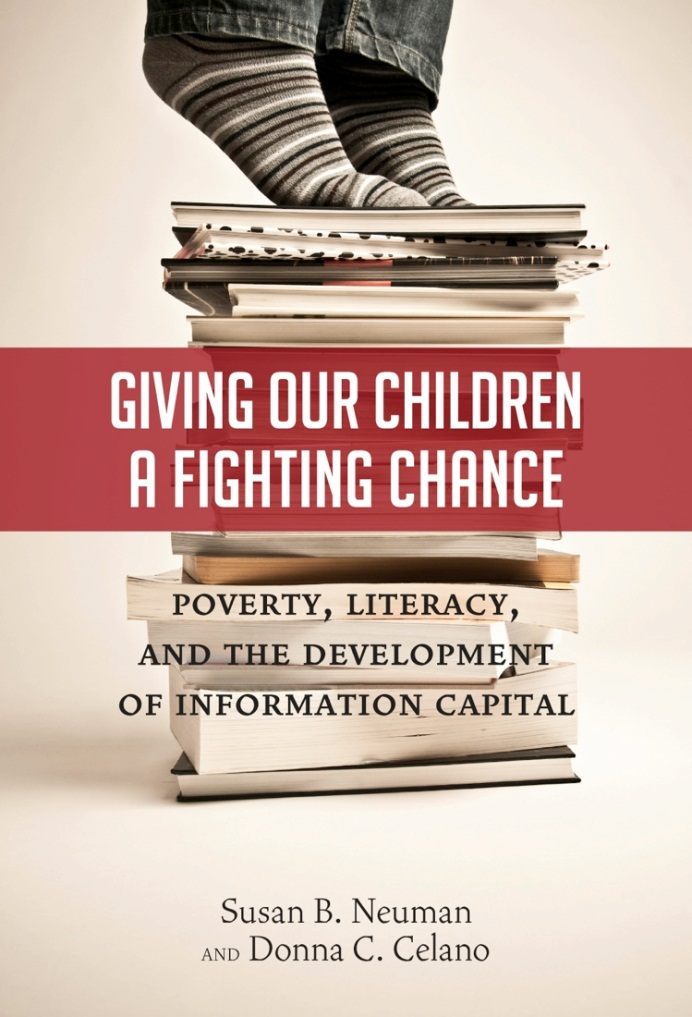 GIVING OUR CHILDREN
A FIGHTING CHANCE
POVERTY, LITERACY,
AND THE DEVELOPMENT
OF INFORMATION CAPITAL
Susan B. Neuman
AND Donna C. Celano